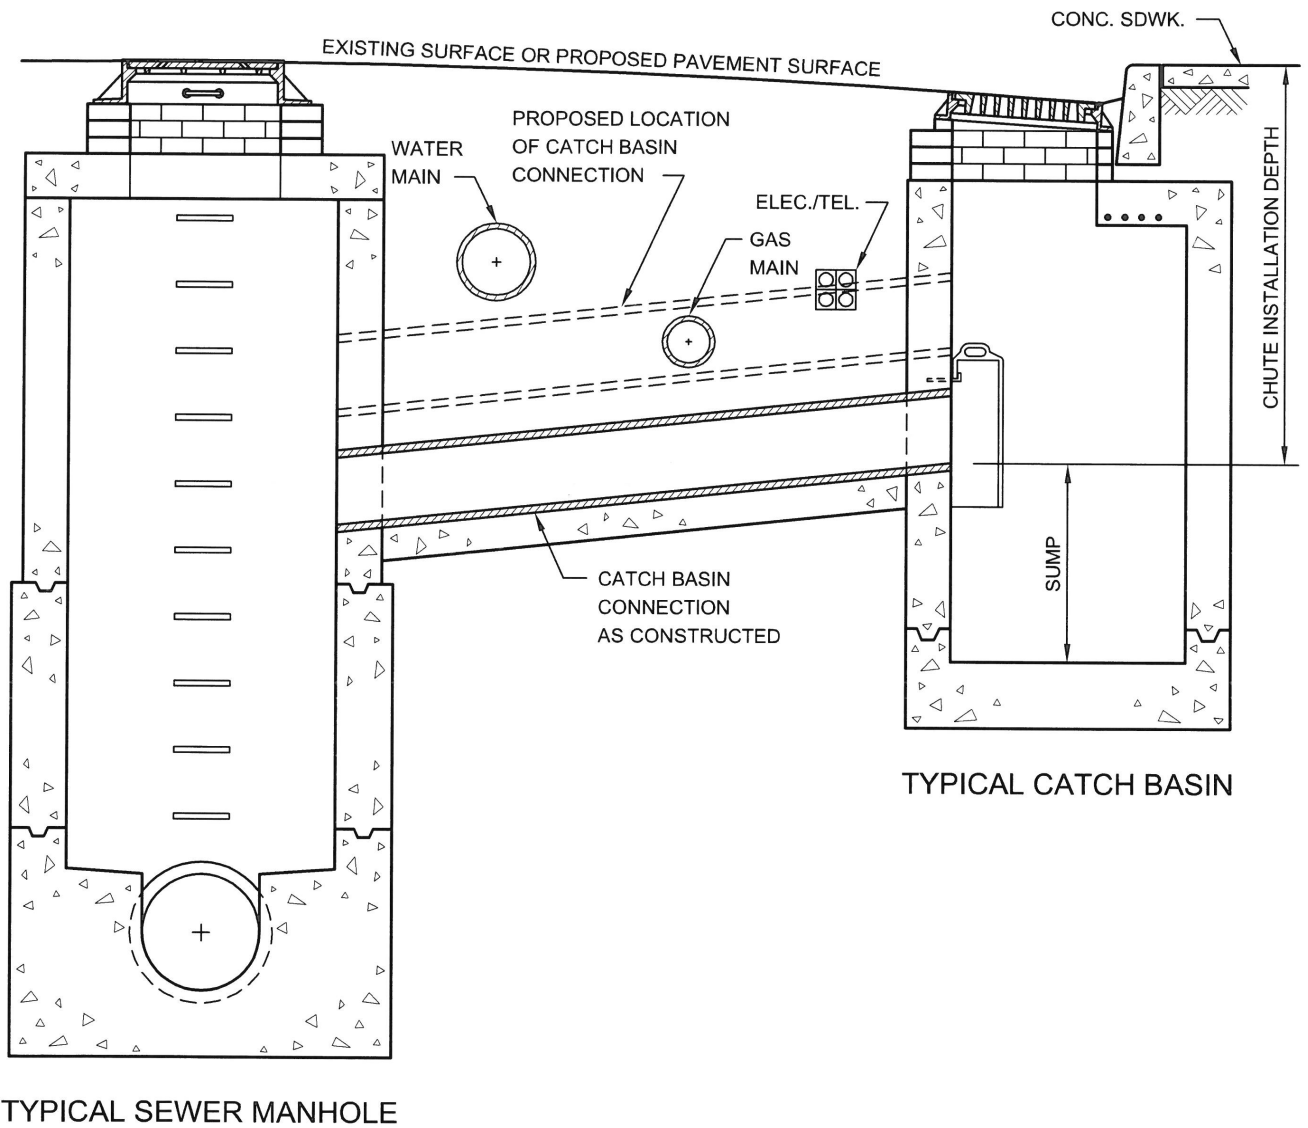 CONC. SDWK.
EXISTING SURFACE OR PROPOSED PAVEMENT SURFACE
PROPOSED LOCATION
OF CATCH BASIN
CONNECTION
WATER
MAIN
ELEC./TEL.
GAS
MAIN
CHUTE INSTALLATION DEPTH
SUMP
CATCH BASIN
CONNECTION
AS CONSTRUCTED
TYPICAL CATCH BASIN
TYPICAL SEWER MANHOLE